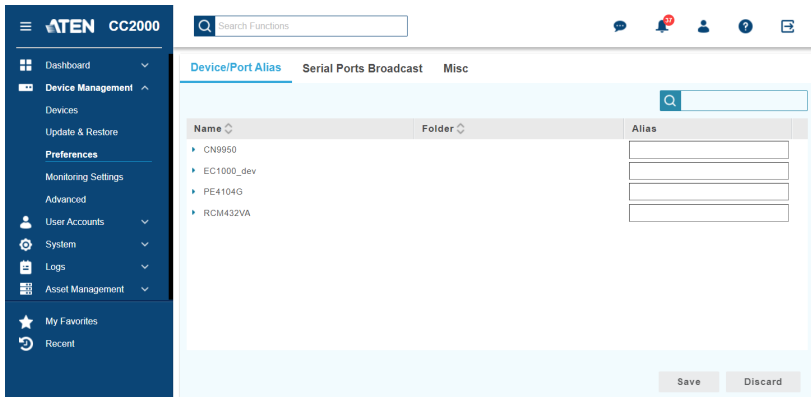 ATEN CC2000
Search Functions
37
Dashboard
Device Management
Devices
Update & Restore
Preferences
Monitoring Settings
Advanced
User Accounts
System
Logs
Asset Management
My Favorites
Recent
Device/Port Alias Serial Ports Broadcast Misc
Name Folder Alias
CN9950
EC1000_dev
PE4104G
RCM432VA
Save Discard